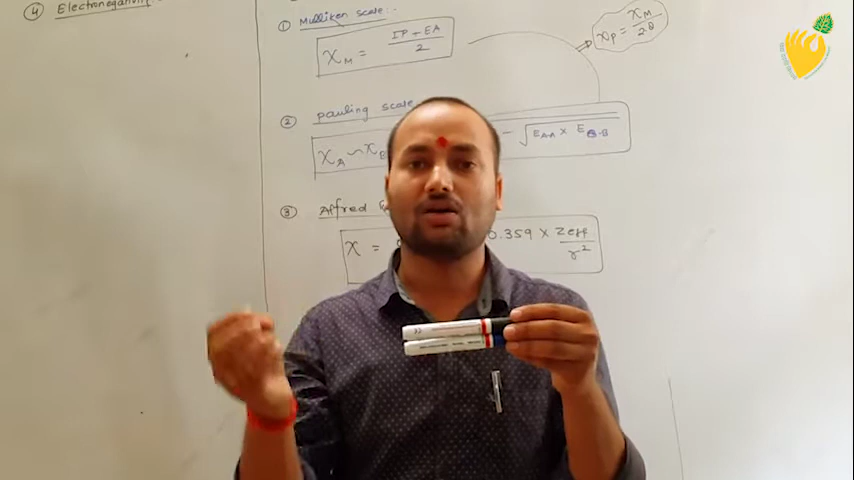 ④ Electronegativity:
① Mulliken scale:-
χM = IP + EA / 2
χP = χM / 2.8
② pauling scale
χA ∽ χB - √EA-A × EB-B
③ Alfred
χ = 0.359 × Zeff / r²